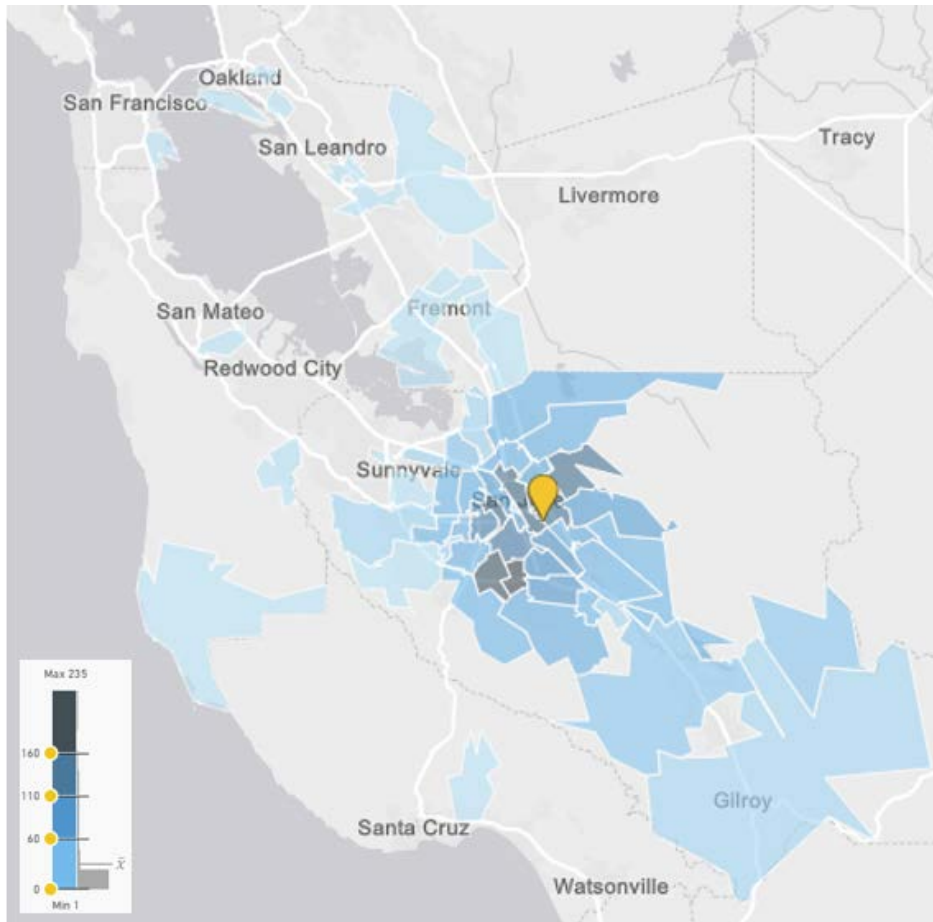 Oakland
San Francisco
San Leandro
Tracy
Livermore
San Mateo
Fremont
Redwood City
Sunnyvale
San
Max 235
160
110
60
0
x̄
Min 1
Gilroy
Santa Cruz
Watsonville